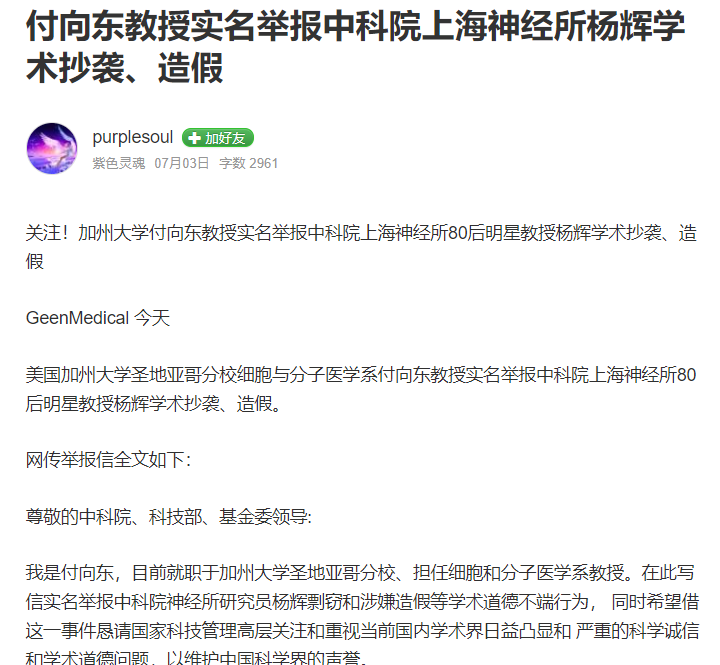 付向东教授实名举报中科院上海神经所杨辉学
术抄袭、造假
purplesoul 加好友
紫色灵魂 07月03日 字数 2961
关注！加州大学付向东教授实名举报中科院上海神经所80后明星教授杨辉学术抄袭、造
假
GeenMedical 今天
美国加州大学圣地亚哥分校细胞与分子医学系付向东教授实名举报中科院上海神经所80
后明星教授杨辉学术抄袭、造假。
网传举报信全文如下：
尊敬的中科院、科技部、基金委领导:
我是付向东，目前就职于加州大学圣地亚哥分校、担任细胞和分子医学系教授。在此写
信实名举报中科院神经所研究员杨辉剽窃和涉嫌造假等学术道德不端行为， 同时希望借
这一事件恳请国家科技管理高层关注和重视当前国内学术界日益凸显和 严重的科学诚信
和学术道德问题，以维护中国科学界的声誉。